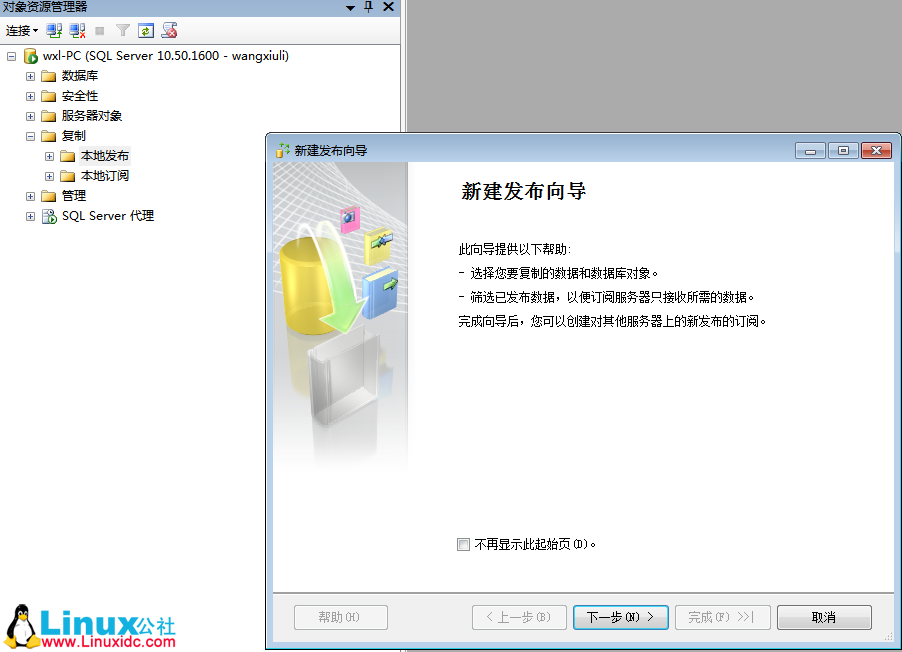 对象资源管理器
连接
wxl-PC (SQL Server 10.50.1600 - wangxiuli)
数据库
安全性
服务器对象
复制
本地发布
本地订阅
管理
SQL Server 代理
新建发布向导
新建发布向导
此向导提供以下帮助:
- 选择您要复制的数据和数据库对象。
- 筛选已发布数据，以便订阅服务器只接收所需的数据。
完成向导后，您可以创建对其他服务器上的新发布的订阅。
不再显示此起始页(D)。
帮助(H)
< 上一步(B)
下一步(N) >
完成(F) >>|
取消
Linux公社
www.Linuxidc.com